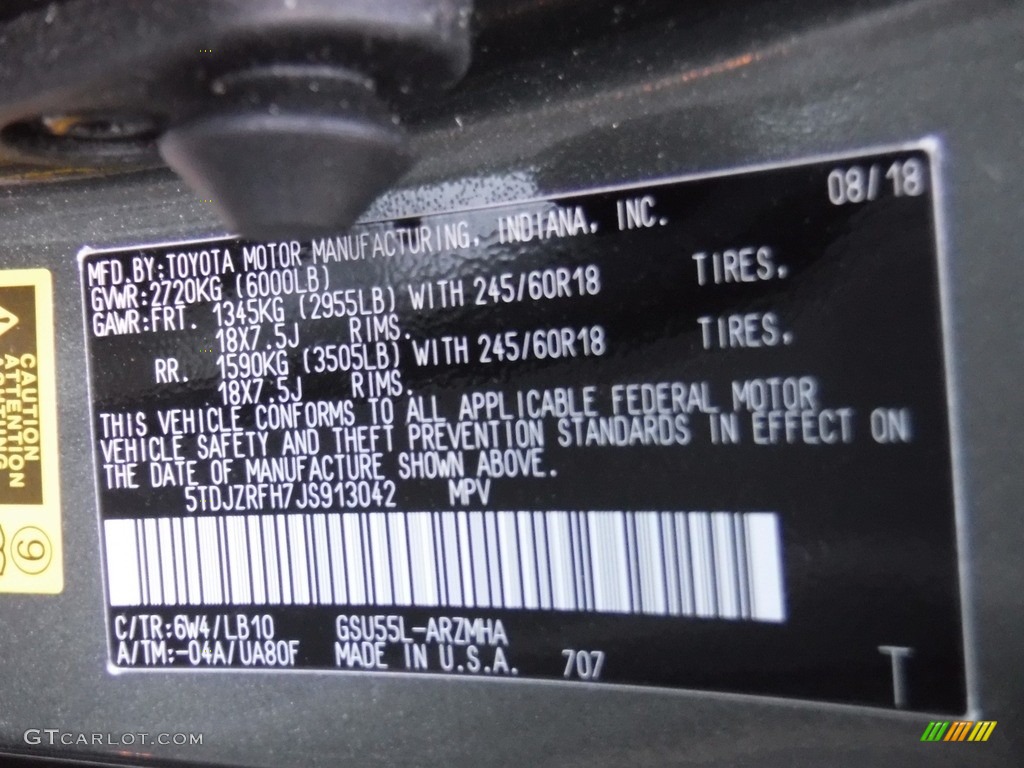 08/18
MFD.BY:TOYOTA MOTOR MANUFACTURING, INDIANA, INC.
GVWR:2720KG (6000LB)
GAWR:FRT. 1345KG (2955LB) WITH 245/60R18 TIRES.
18X7.5J RIMS.
RR. 1590KG (3505LB) WITH 245/60R18 TIRES.
18X7.5J RIMS.
THIS VEHICLE CONFORMS TO ALL APPLICABLE FEDERAL MOTOR
VEHICLE SAFETY AND THEFT PREVENTION STANDARDS IN EFFECT ON
THE DATE OF MANUFACTURE SHOWN ABOVE.
5TDJZRFH7JS913042 MPV
C/TR:6W4/LB10 GSU55L-ARZMHA
A/TM:-04A/UA80F MADE IN U.S.A. 707 T
CAUTION
ATTENTION
9
GTCARLOT.COM